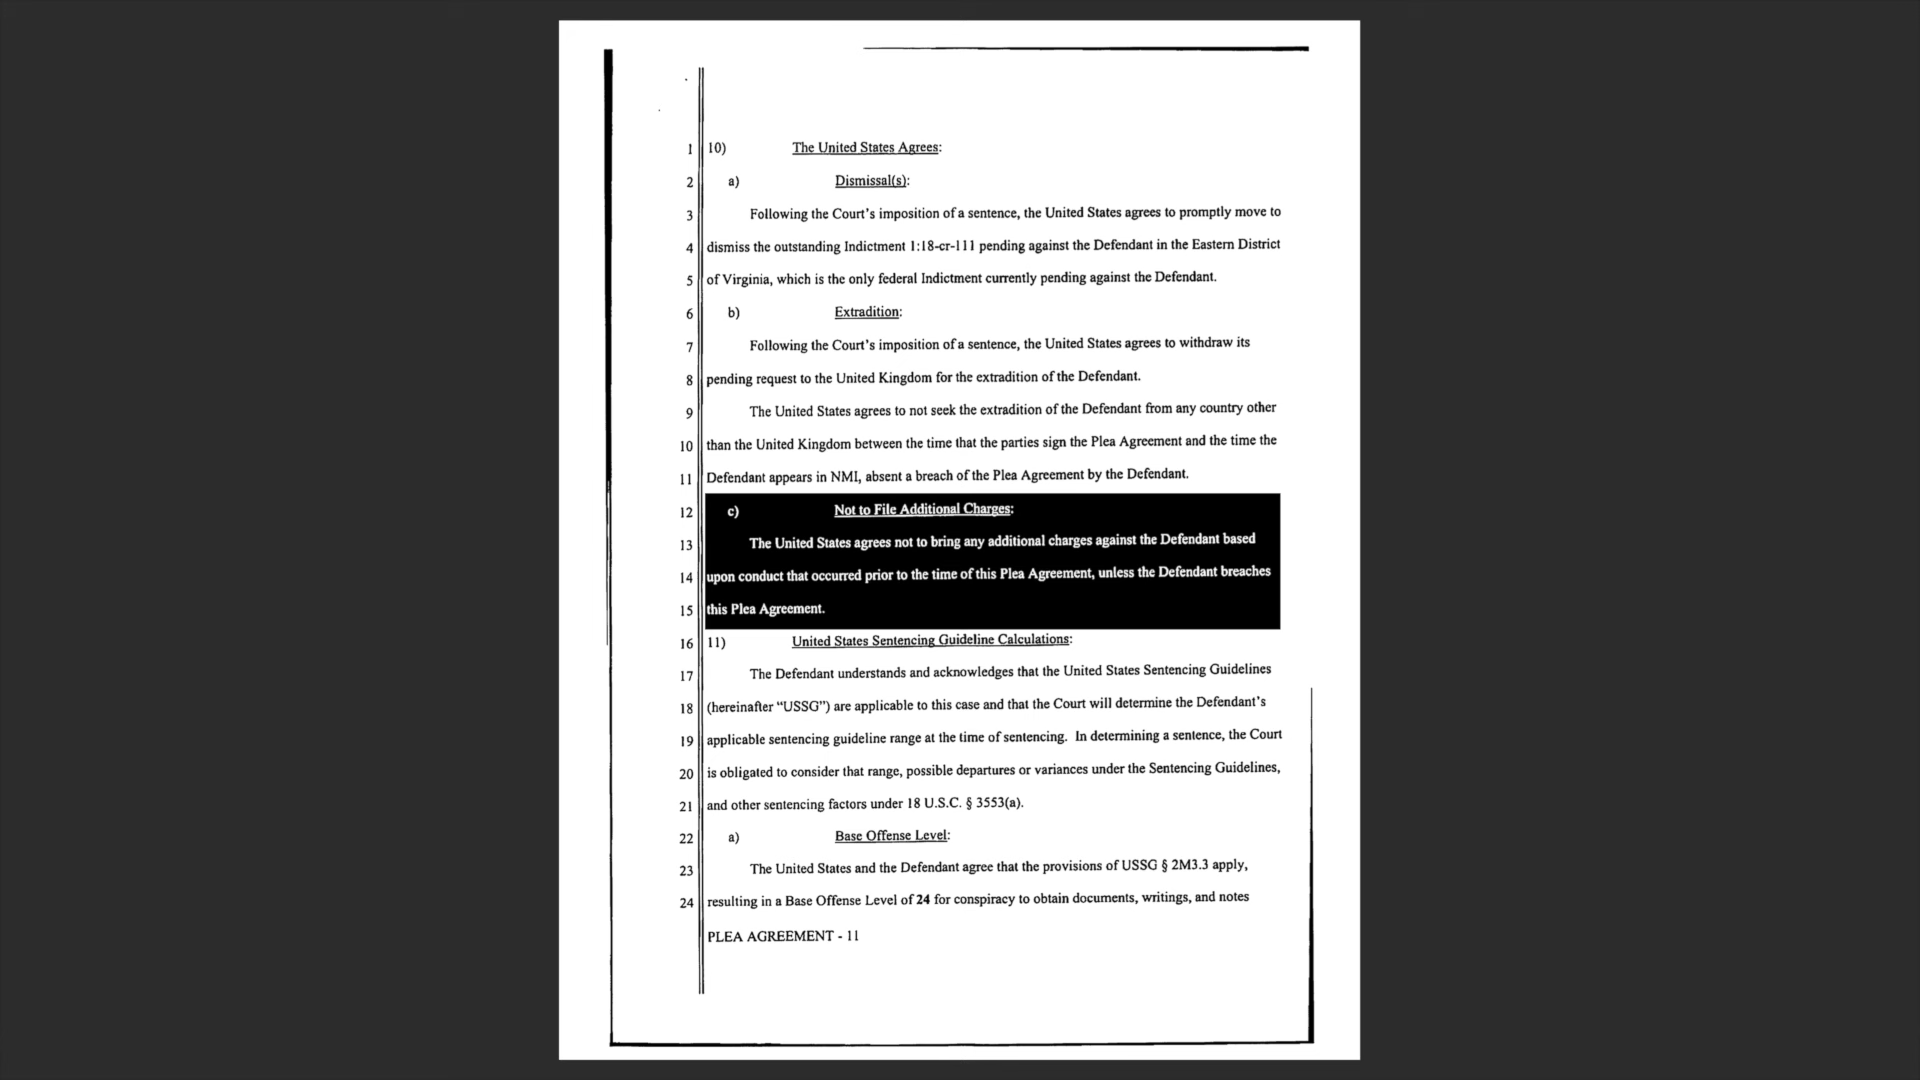 1 10) The United States Agrees:
2 a) Dismissal(s):
3 Following the Court's imposition of a sentence, the United States agrees to promptly move to
4 dismiss the outstanding Indictment 1:18-cr-111 pending against the Defendant in the Eastern District
5 of Virginia, which is the only federal Indictment currently pending against the Defendant.
6 b) Extradition:
7 Following the Court's imposition of a sentence, the United States agrees to withdraw its
8 pending request to the United Kingdom for the extradition of the Defendant.
9 The United States agrees to not seek the extradition of the Defendant from any country other
10 than the United Kingdom between the time that the parties sign the Plea Agreement and the time the
11 Defendant appears in NMI, absent a breach of the Plea Agreement by the Defendant.
12 c) Not to File Additional Charges:
13 The United States agrees not to bring any additional charges against the Defendant based
14 upon conduct that occurred prior to the time of this Plea Agreement, unless the Defendant breaches
15 this Plea Agreement.
16 11) United States Sentencing Guideline Calculations:
17 The Defendant understands and acknowledges that the United States Sentencing Guidelines
18 (hereinafter “USSG”) are applicable to this case and that the Court will determine the Defendant's
19 applicable sentencing guideline range at the time of sentencing. In determining a sentence, the Court
20 is obligated to consider that range, possible departures or variances under the Sentencing Guidelines,
21 and other sentencing factors under 18 U.S.C. § 3553(a).
22 a) Base Offense Level:
23 The United States and the Defendant agree that the provisions of USSG § 2M3.3 apply,
24 resulting in a Base Offense Level of 24 for conspiracy to obtain documents, writings, and notes
PLEA AGREEMENT - 11